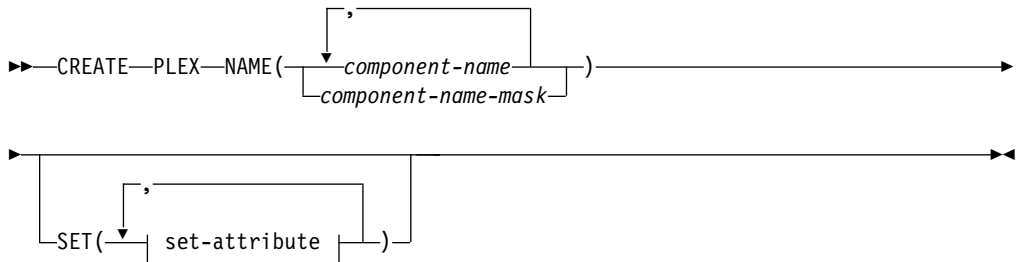 ,
CREATE PLEX NAME( component-name )
component-name-mask
,
SET( set-attribute )